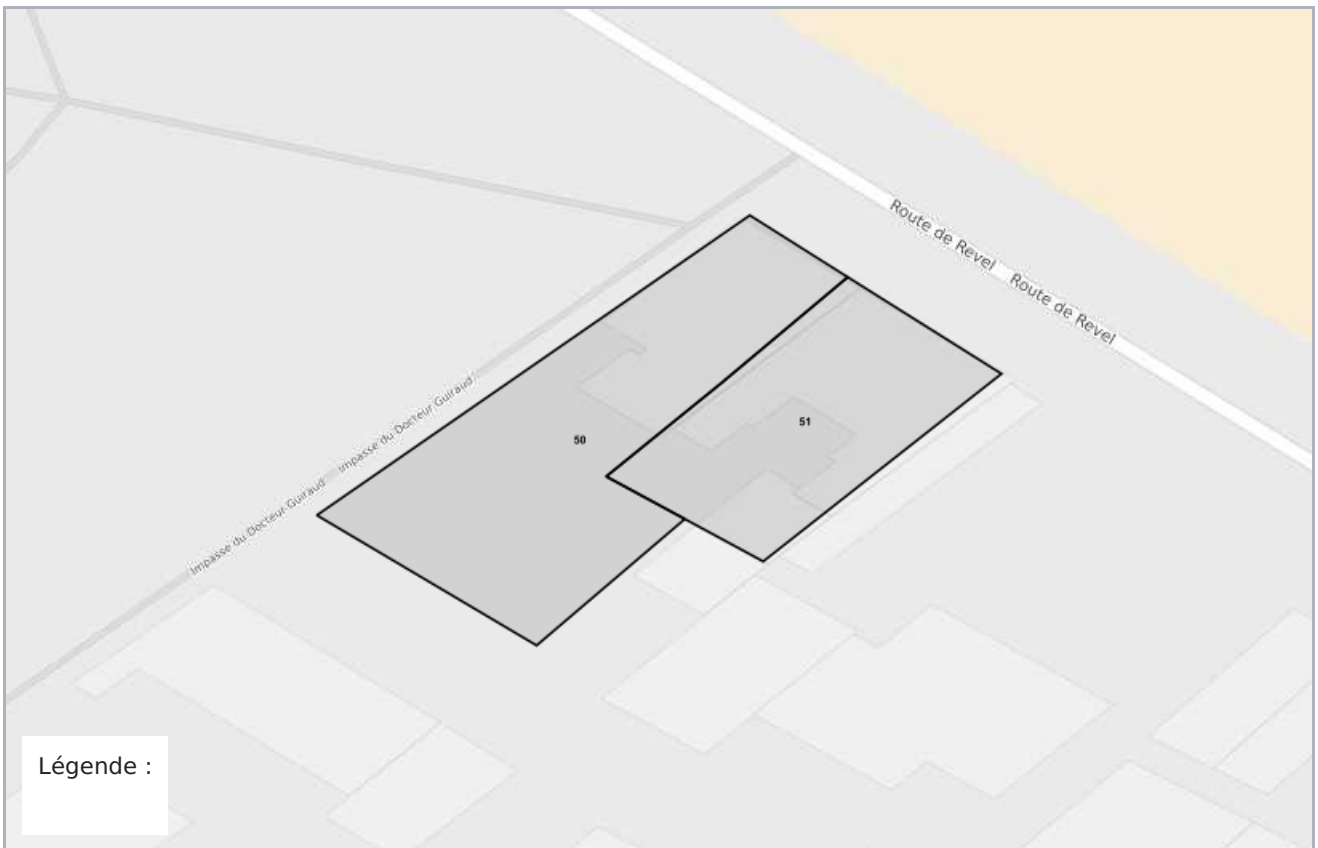 Route de Revel
Route de Revel
Impasse du Docteur Guiraud
Impasse du Docteur Guiraud
50
51
Légende :